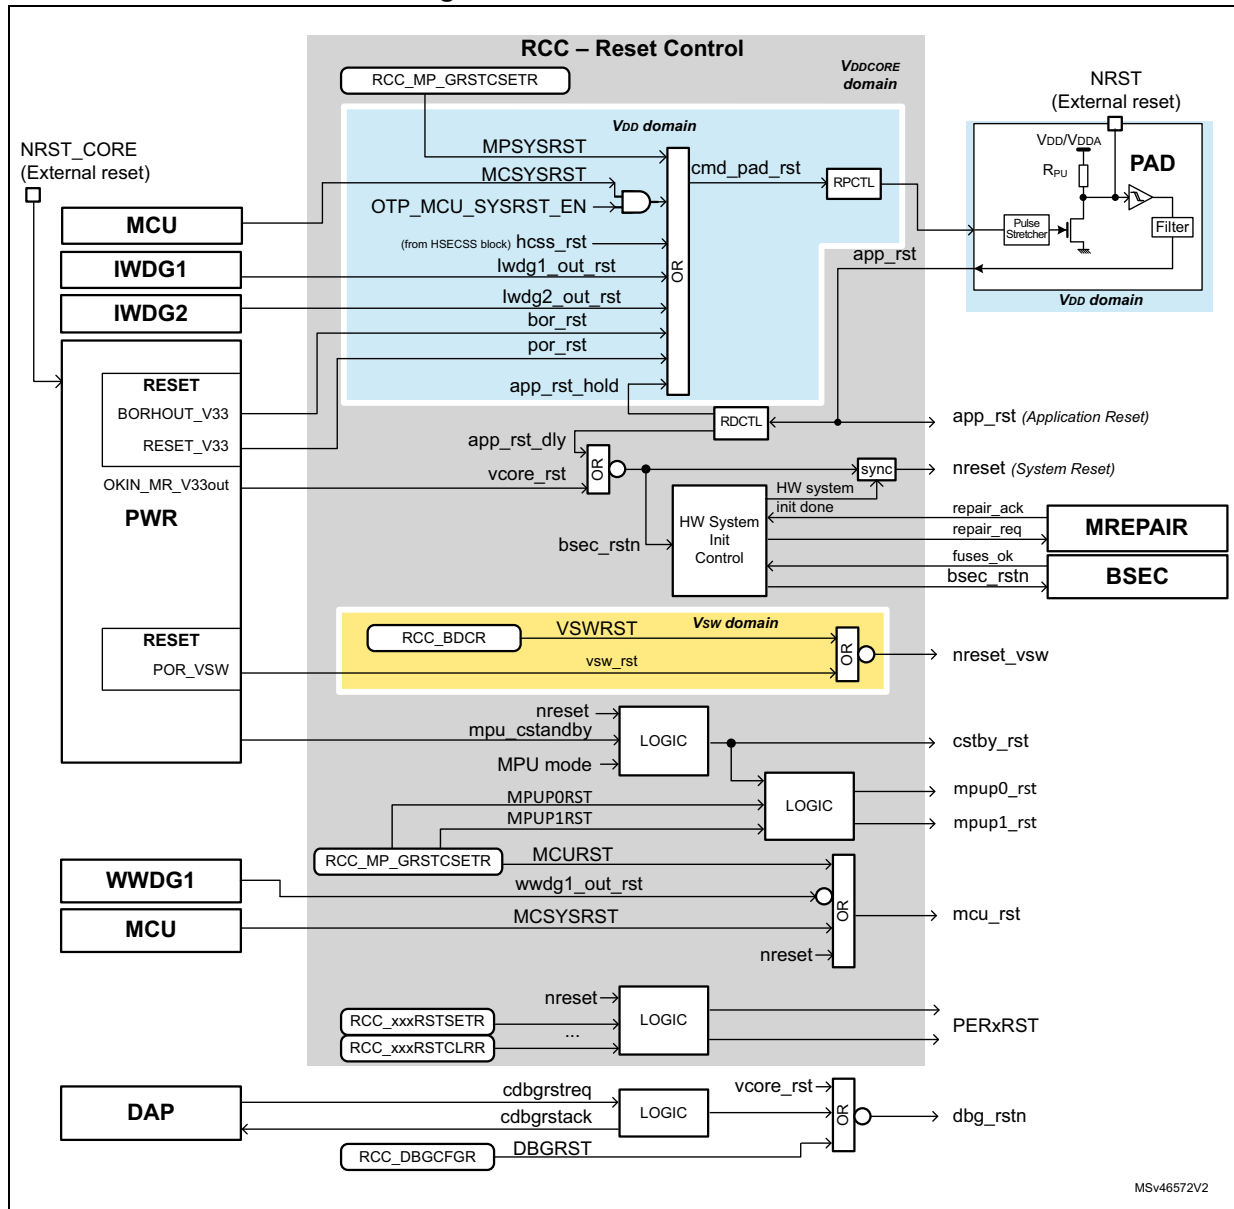 RCC – Reset Control
RCC_MP_GRSTCSETR
VDDCORE
domain
NRST
(External reset)
VDD domain
NRST_CORE
(External reset)
MPSYSRST
MCSYSRST
OTP_MCU_SYSRST_EN
(from HSECSS block) hcss_rst
Iwdg1_out_rst
Iwdg2_out_rst
bor_rst
por_rst
app_rst_hold
OR
cmd_pad_rst
RPCTL
VDD/VDDA
PAD
RPU
Pulse
Stretcher
Filter
VDD domain
app_rst
MCU
IWDG1
IWDG2
RESET
BORHOUT_V33
RESET_V33
OKIN_MR_V33out
PWR
RESET
POR_VSW
RDCTL
app_rst (Application Reset)
app_rst_dly
vcore_rst
OR
sync
nreset (System Reset)
HW system
init done
HW System
Init
Control
bsec_rstn
repair_ack
repair_req
MREPAIR
fuses_ok
bsec_rstn
BSEC
VSW domain
RCC_BDCR
VSWRST
vsw_rst
OR
nreset_vsw
nreset
mpu_cstandby
MPU mode
LOGIC
cstby_rst
MPUP0RST
MPUP1RST
LOGIC
mpup0_rst
mpup1_rst
RCC_MP_GRSTCSETR
MCURST
WWDG1
wwdg1_out_rst
MCU
MCSYSRST
nreset
OR
mcu_rst
nreset
RCC_xxxRSTSETR
...
RCC_xxxRSTCLRR
LOGIC
PERxRST
DAP
cdbgrstreq
cdbgrstack
LOGIC
vcore_rst
RCC_DBGCFGR
DBGRST
OR
dbg_rstn
MSv46572V2